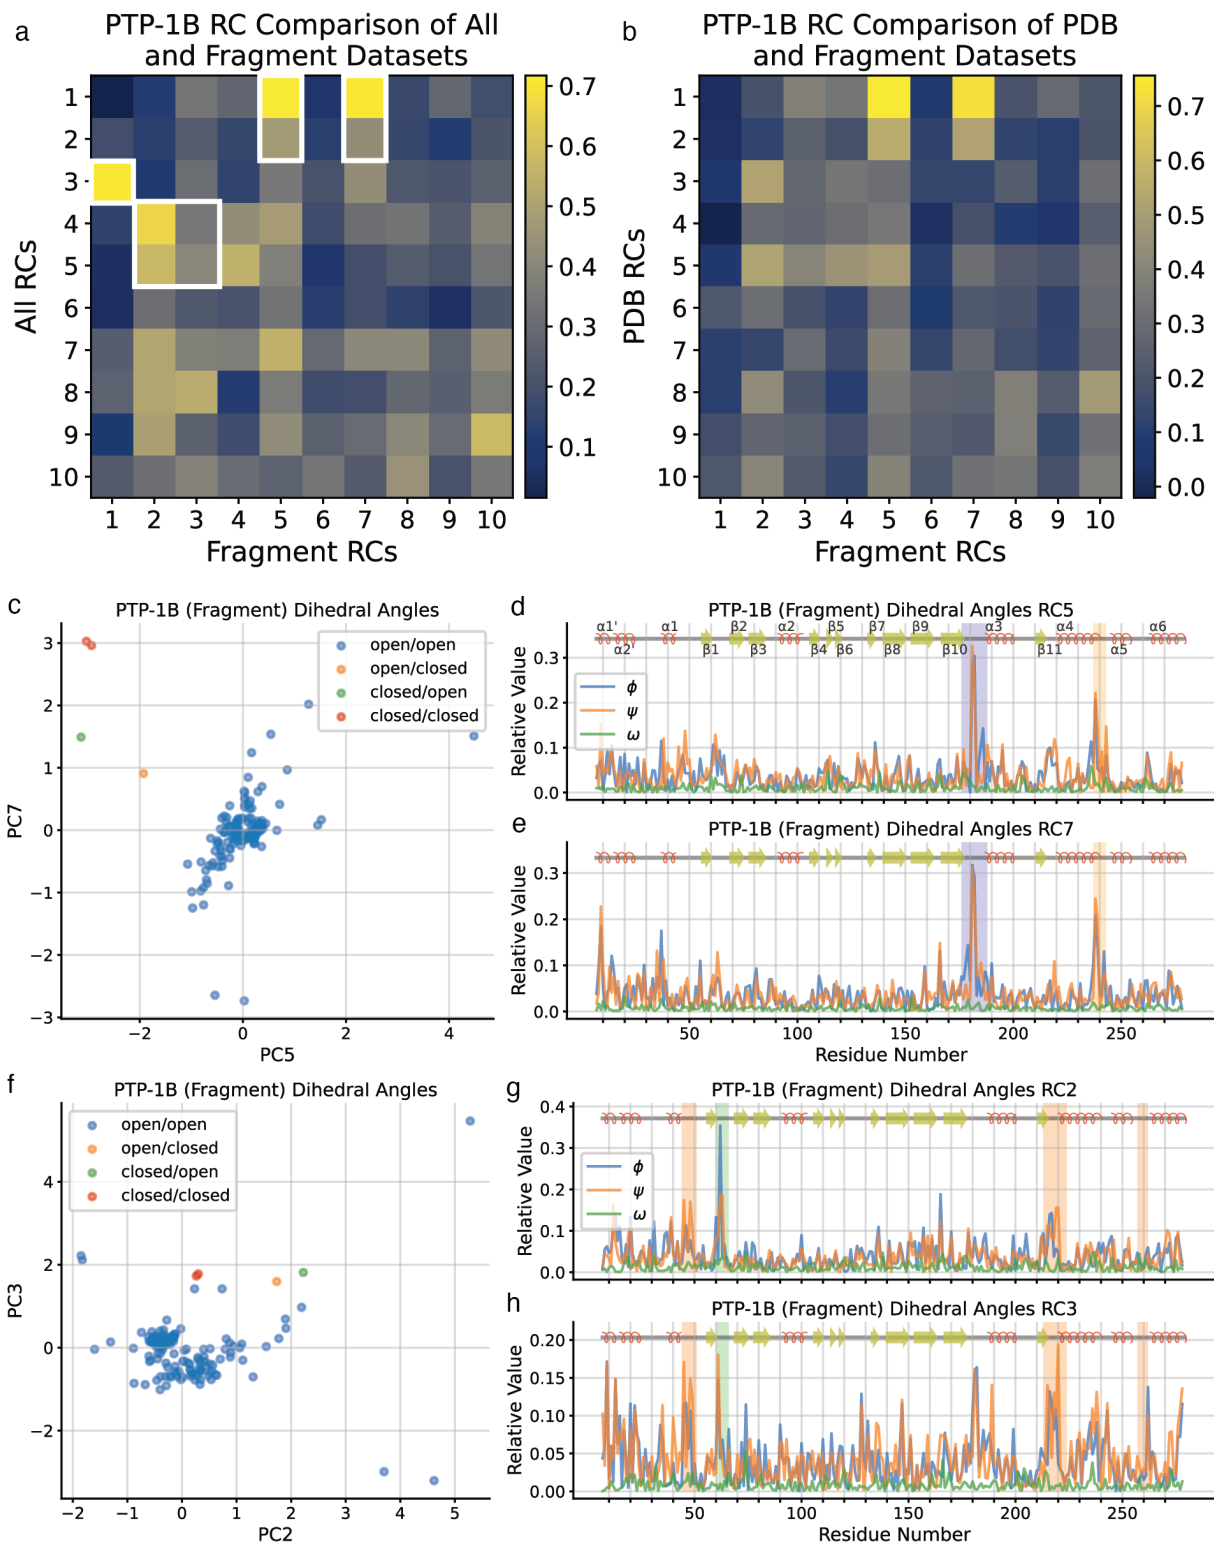 a
PTP-1B RC Comparison of All
and Fragment Datasets
All RCs
1
2
3
4
5
6
7
8
9
10
1 2 3 4 5 6 7 8 9 10
Fragment RCs
0.7
0.6
0.5
0.4
0.3
0.2
0.1
b
PTP-1B RC Comparison of PDB
and Fragment Datasets
PDB RCs
1
2
3
4
5
6
7
8
9
10
1 2 3 4 5 6 7 8 9 10
Fragment RCs
0.7
0.6
0.5
0.4
0.3
0.2
0.1
0.0
c
PTP-1B (Fragment) Dihedral Angles
open/open
open/closed
closed/open
closed/closed
PC7
3
2
1
0
−1
−2
−3
−2 0 2 4
PC5
d
PTP-1B (Fragment) Dihedral Angles RC5
α1' α1 β2 α2 β5 β7 β9 α3 α4 α6
α2' β1 β3 β4 β6 β8 β10 β11 α5
Relative Value
0.3
0.2
0.1
0.0
ϕ
ψ
ω
e
PTP-1B (Fragment) Dihedral Angles RC7
Relative Value
0.3
0.2
0.1
0.0
50 100 150 200 250
Residue Number
f
PTP-1B (Fragment) Dihedral Angles
open/open
open/closed
closed/open
closed/closed
PC3
4
2
0
−2
−2 −1 0 1 2 3 4 5
PC2
g
PTP-1B (Fragment) Dihedral Angles RC2
Relative Value
0.4
0.3
0.2
0.1
0.0
ϕ
ψ
ω
h
PTP-1B (Fragment) Dihedral Angles RC3
Relative Value
0.20
0.15
0.10
0.05
0.00
50 100 150 200 250
Residue Number